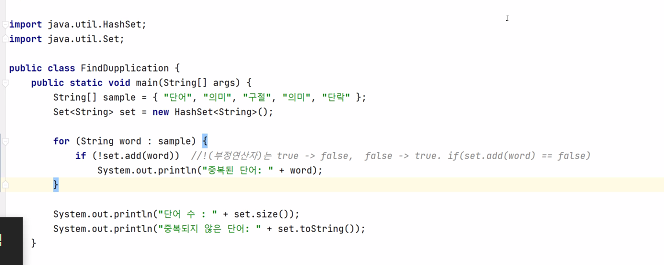 import java.util.HashSet;
import java.util.Set;
public class FindDupplication {
public static void main(String[] args) {
String[] sample = { "단어", "의미", "구절", "의미", "단락" };
Set<String> set = new HashSet<String>();
for (String word : sample) {
if (!set.add(word)) //!(부정연산자)는 true -> false, false -> true. if(set.add(word) == false)
System.out.println("중복된 단어: " + word);
}
System.out.println("단어 수 : " + set.size());
System.out.println("중복되지 않은 단어: " + set.toString());
}